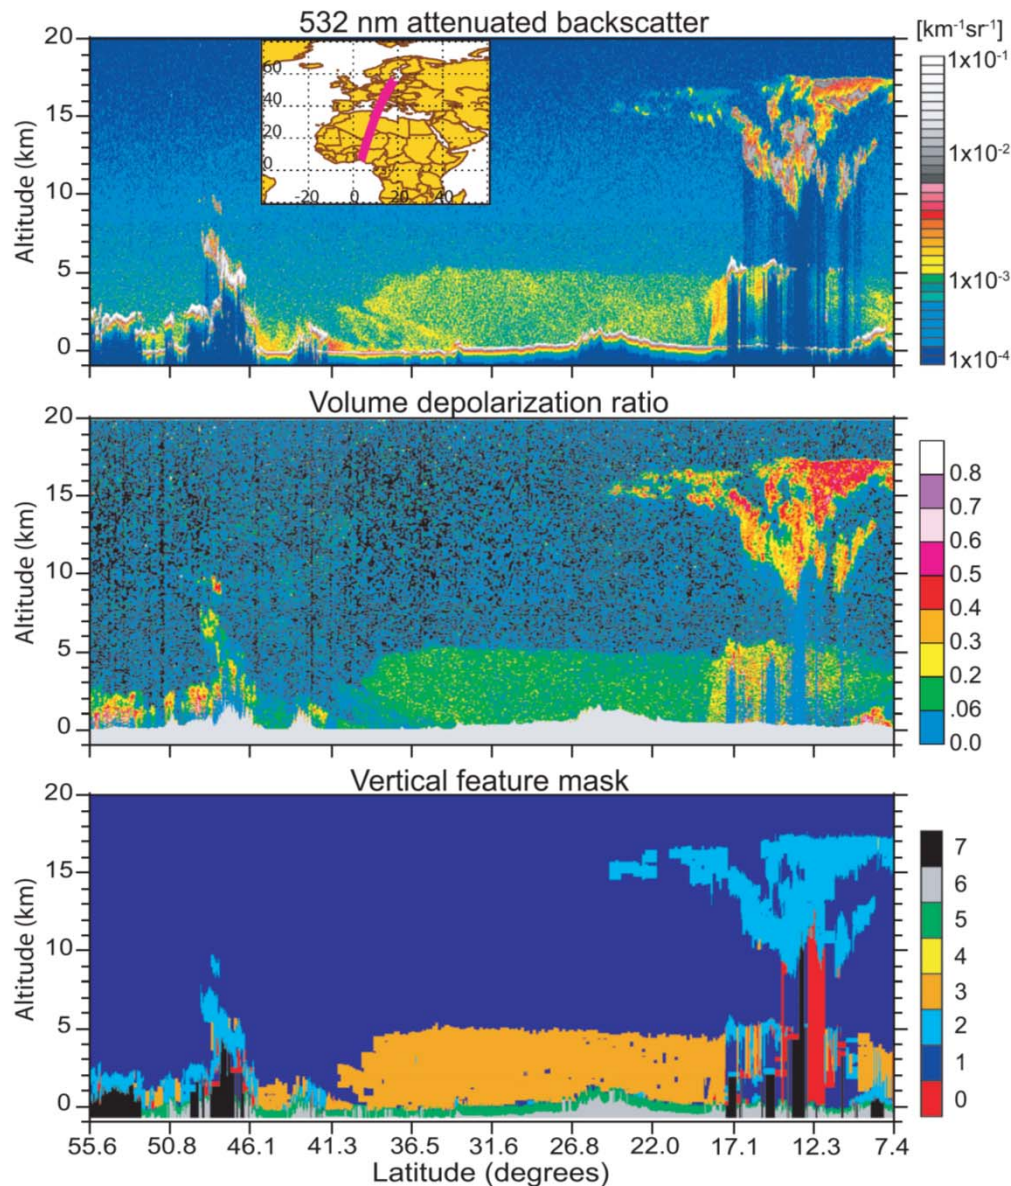 532 nm attenuated backscatter
[km⁻¹sr⁻¹]
20
15
10
5
0
Altitude (km)
60
40
20
0
-20 0 20 40
1x10⁻¹
1x10⁻²
1x10⁻³
1x10⁻⁴
Volume depolarization ratio
20
15
10
5
0
Altitude (km)
0.8
0.7
0.6
0.5
0.4
0.3
0.2
.06
0.0
Vertical feature mask
20
15
10
5
0
Altitude (km)
7
6
5
4
3
2
1
0
55.6 50.8 46.1 41.3 36.5 31.6 26.8 22.0 17.1 12.3 7.4
Latitude (degrees)